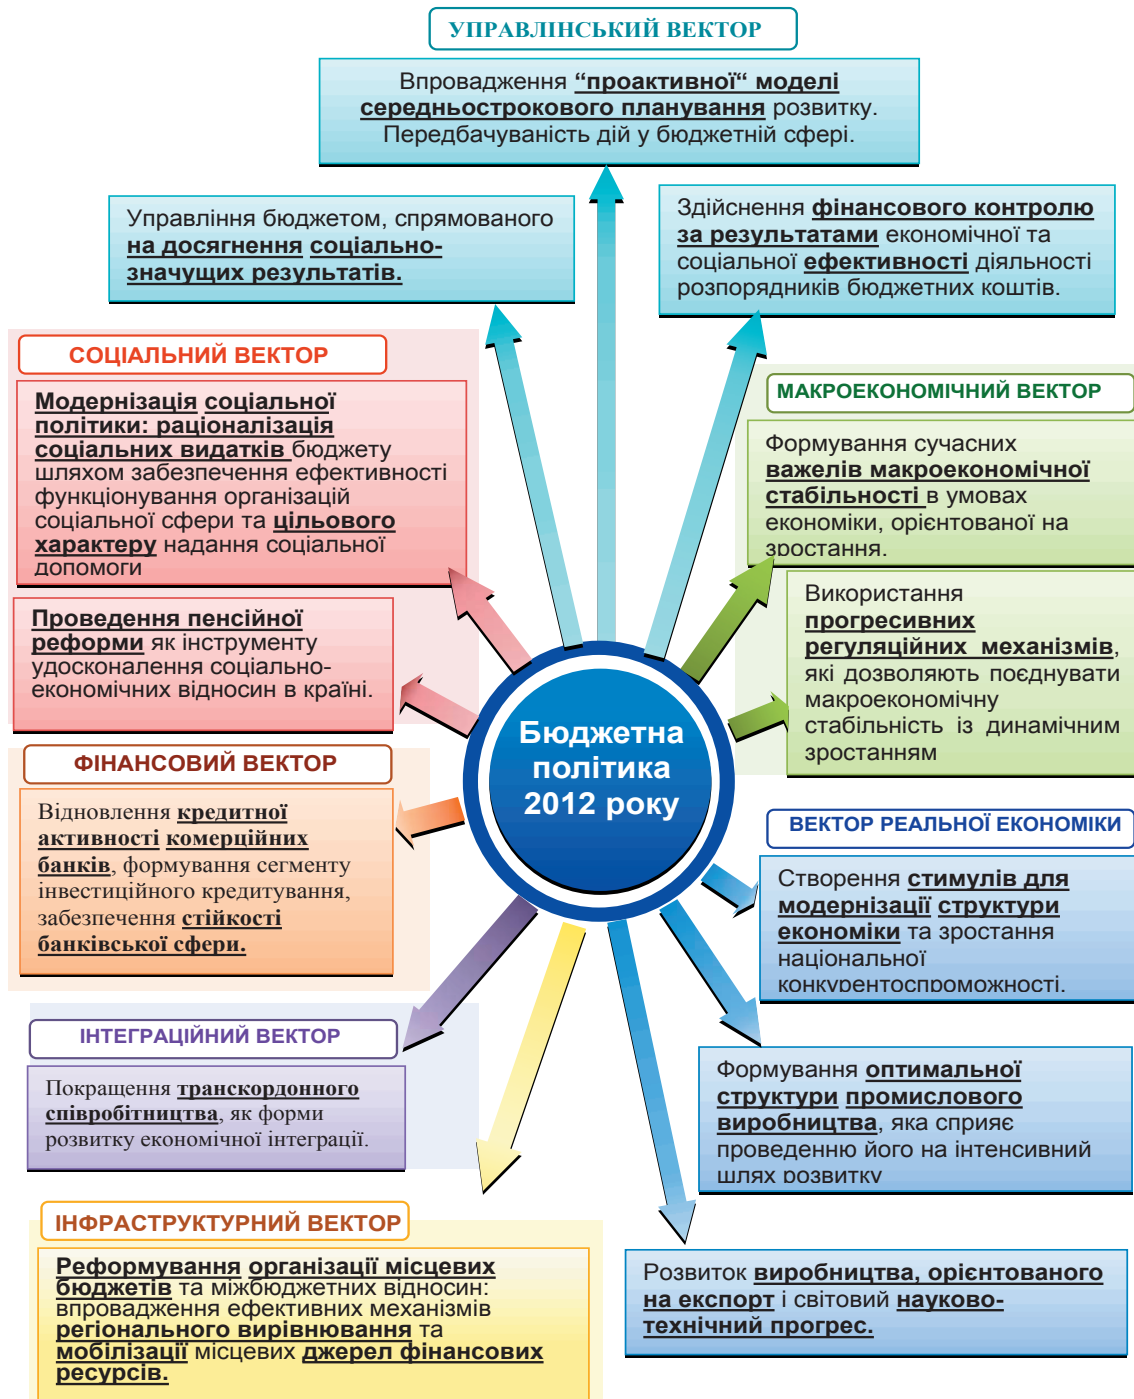 УПРАВЛІНСЬКИЙ ВЕКТОР
Впровадження “проактивної“ моделі
середньострокового планування розвитку.
Передбачуваність дій у бюджетній сфері.
Управління бюджетом, спрямованого
на досягнення соціально-
значущих результатів.
Здійснення фінансового контролю
за результатами економічної та
соціальної ефективності діяльності
розпорядників бюджетних коштів.
СОЦІАЛЬНИЙ ВЕКТОР
Модернізація соціальної
політики: раціоналізація
соціальних видатків бюджету
шляхом забезпечення ефективності
функціонування організацій
соціальної сфери та цільового
характеру надання соціальної
допомоги
Проведення пенсійної
реформи як інструменту
удосконалення соціально-
економічних відносин в країні.
МАКРОЕКОНОМІЧНИЙ ВЕКТОР
Формування сучасних
важелів макроекономічної
стабільності в умовах
економіки, орієнтованої на
зростання.
Використання
прогресивних
регуляційних механізмів,
які дозволяють поєднувати
макроекономічну
стабільність із динамічним
зростанням
Бюджетна
політика
2012 року
ФІНАНСОВИЙ ВЕКТОР
Відновлення кредитної
активності комерційних
банків, формування сегменту
інвестиційного кредитування,
забезпечення стійкості
банківської сфери.
ВЕКТОР РЕАЛЬНОЇ ЕКОНОМІКИ
Створення стимулів для
модернізації структури
економіки та зростання
національної
конкурентоспроможності.
ІНТЕГРАЦІЙНИЙ ВЕКТОР
Покращення транскордонного
співробітництва, як форми
розвитку економічної інтеграції.
Формування оптимальної
структури промислового
виробництва, яка сприяє
проведенню його на інтенсивний
шлях розвитку
ІНФРАСТРУКТУРНИЙ ВЕКТОР
Реформування організації місцевих
бюджетів та міжбюджетних відносин:
впровадження ефективних механізмів
регіонального вирівнювання та
мобілізації місцевих джерел фінансових
ресурсів.
Розвиток виробництва, орієнтованого
на експорт і світовий науково-
технічний прогрес.